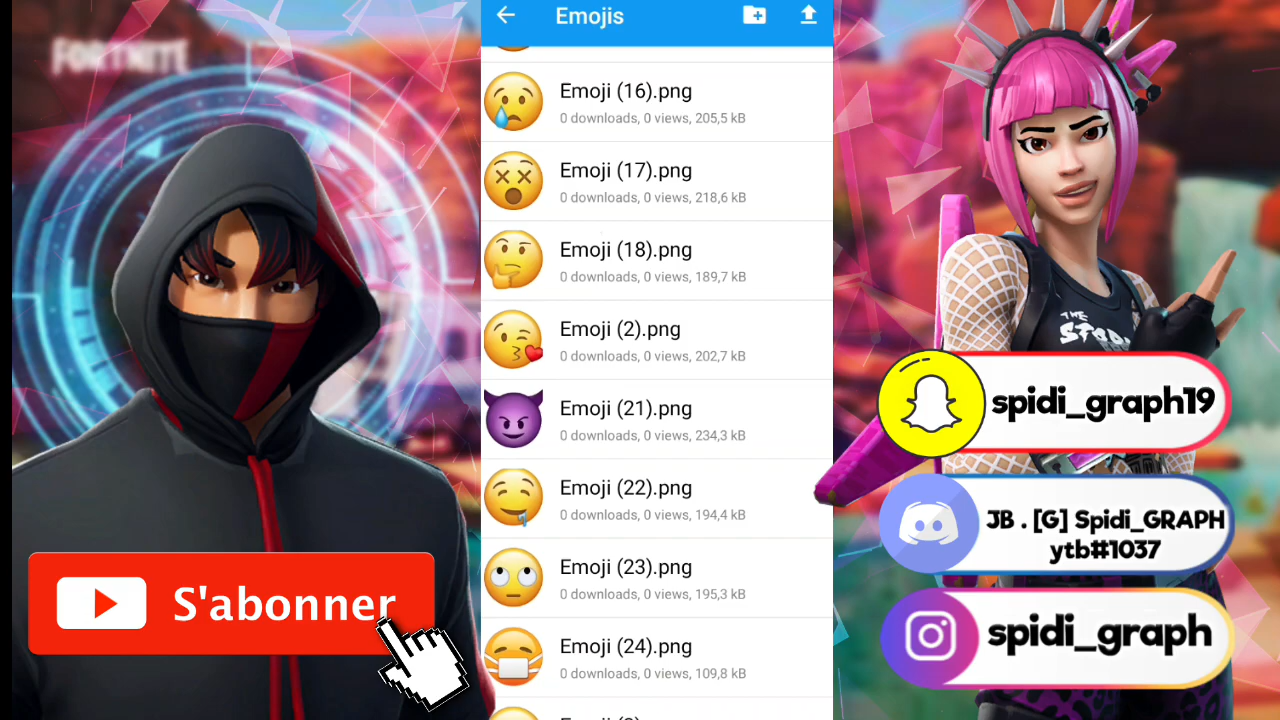 FORTNITE
S'abonner
Emojis
Emoji (16).png
0 downloads, 0 views, 205,5 kB
Emoji (17).png
0 downloads, 0 views, 218,6 kB
Emoji (18).png
0 downloads, 0 views, 189,7 kB
Emoji (2).png
0 downloads, 0 views, 202,7 kB
Emoji (21).png
0 downloads, 0 views, 234,3 kB
Emoji (22).png
0 downloads, 0 views, 194,4 kB
Emoji (23).png
0 downloads, 0 views, 195,3 kB
Emoji (24).png
0 downloads, 0 views, 109,8 kB
THE
spidi_graph19
JB . [G] Spidi_GRAPH
ytb#1037
spidi_graph